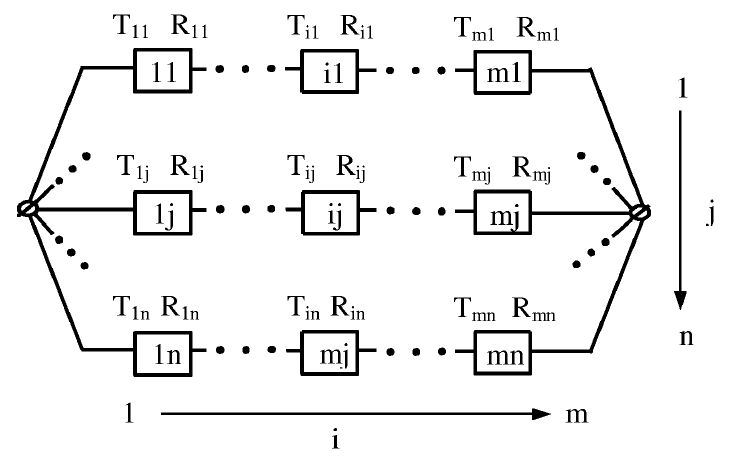 T11 R11 Ti1 Ri1 Tm1 Rm1
11 i1 m1
1
T1j R1j Tij Rij Tmj Rmj
1j ij mj
j
T1n R1n Tin Rin Tmn Rmn
n
1n mj mn
1 m
i